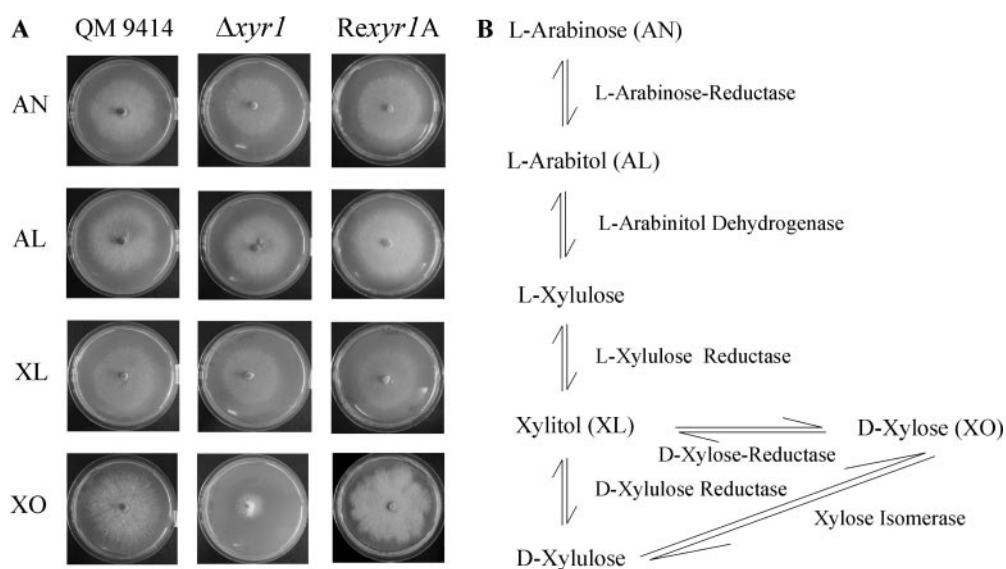 A
QM 9414
Δxyr1
Rexyr1A
AN
AL
XL
XO
B
L-Arabinose (AN)
L-Arabinose-Reductase
L-Arabitol (AL)
L-Arabinitol Dehydrogenase
L-Xylulose
L-Xylulose Reductase
Xylitol (XL)
D-Xylose (XO)
D-Xylose-Reductase
D-Xylulose Reductase
Xylose Isomerase
D-Xylulose